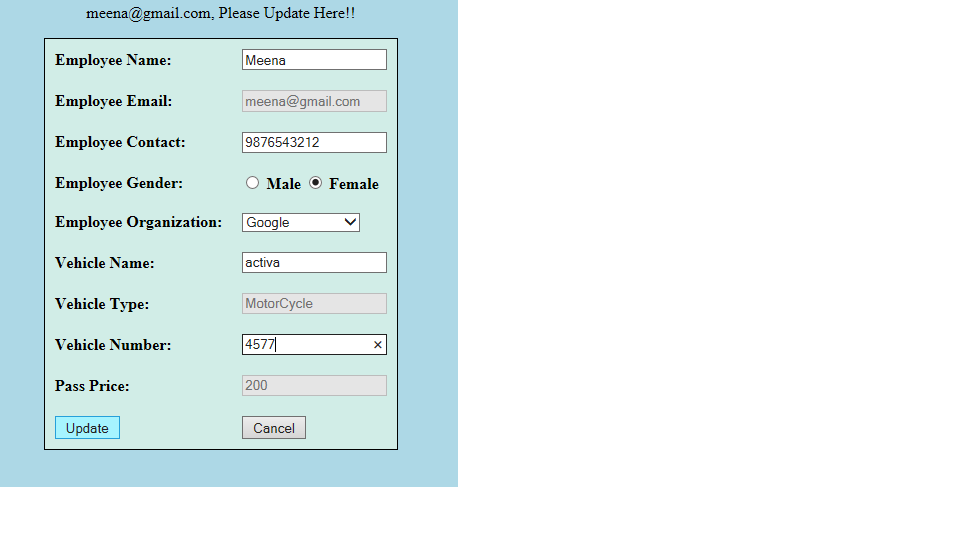 meena@gmail.com, Please Update Here!!
Employee Name: Meena
Employee Email: meena@gmail.com
Employee Contact: 9876543212
Employee Gender: Male Female
Employee Organization: Google
Vehicle Name: activa
Vehicle Type: MotorCycle
Vehicle Number: 4577
Pass Price: 200
Update Cancel